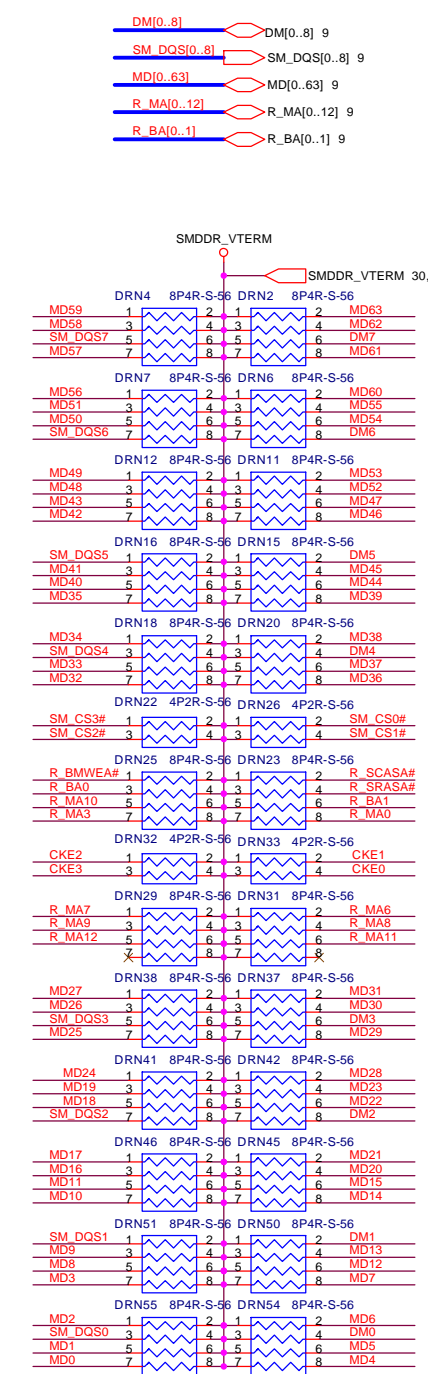 DM[0..8] DM[0..8] 9
SM_DQS[0..8] SM_DQS[0..8] 9
MD[0..63] MD[0..63] 9
R_MA[0..12] R_MA[0..12] 9
R_BA[0..1] R_BA[0..1] 9
SMDDR_VTERM
SMDDR_VTERM 30,
DRN4 8P4R-S-56 DRN2 8P4R-S-56
MD59 1 2 1 2 MD63
MD58 3 4 3 4 MD62
SM_DQS7 5 6 5 6 DM7
MD57 7 8 7 8 MD61
DRN7 8P4R-S-56 DRN6 8P4R-S-56
MD56 1 2 1 2 MD60
MD51 3 4 3 4 MD55
MD50 5 6 5 6 MD54
SM_DQS6 7 8 7 8 DM6
DRN12 8P4R-S-56 DRN11 8P4R-S-56
MD49 1 2 1 2 MD53
MD48 3 4 3 4 MD52
MD43 5 6 5 6 MD47
MD42 7 8 7 8 MD46
DRN16 8P4R-S-56 DRN15 8P4R-S-56
SM_DQS5 1 2 1 2 DM5
MD41 3 4 3 4 MD45
MD40 5 6 5 6 MD44
MD35 7 8 7 8 MD39
DRN18 8P4R-S-56 DRN20 8P4R-S-56
MD34 1 2 1 2 MD38
SM_DQS4 3 4 3 4 DM4
MD33 5 6 5 6 MD37
MD32 7 8 7 8 MD36
DRN22 4P2R-S-56 DRN26 4P2R-S-56
SM_CS3# 1 2 1 2 SM_CS0#
SM_CS2# 3 4 3 4 SM_CS1#
DRN25 8P4R-S-56 DRN23 8P4R-S-56
R_BMWEA# 1 2 1 2 R_SCASA#
R_BA0 3 4 3 4 R_SRASA#
R_MA10 5 6 5 6 R_BA1
R_MA3 7 8 7 8 R_MA0
DRN32 4P2R-S-56 DRN33 4P2R-S-56
CKE2 1 2 1 2 CKE1
CKE3 3 4 3 4 CKE0
DRN29 8P4R-S-56 DRN31 8P4R-S-56
R_MA7 1 2 1 2 R_MA6
R_MA9 3 4 3 4 R_MA8
R_MA12 5 6 5 6 R_MA11
7 8 7 8
DRN38 8P4R-S-56 DRN37 8P4R-S-56
MD27 1 2 1 2 MD31
MD26 3 4 3 4 MD30
SM_DQS3 5 6 5 6 DM3
MD25 7 8 7 8 MD29
DRN41 8P4R-S-56 DRN42 8P4R-S-56
MD24 1 2 1 2 MD28
MD19 3 4 3 4 MD23
MD18 5 6 5 6 MD22
SM_DQS2 7 8 7 8 DM2
DRN46 8P4R-S-56 DRN45 8P4R-S-56
MD17 1 2 1 2 MD21
MD16 3 4 3 4 MD20
MD11 5 6 5 6 MD15
MD10 7 8 7 8 MD14
DRN51 8P4R-S-56 DRN50 8P4R-S-56
SM_DQS1 1 2 1 2 DM1
MD9 3 4 3 4 MD13
MD8 5 6 5 6 MD12
MD3 7 8 7 8 MD7
DRN55 8P4R-S-56 DRN54 8P4R-S-56
MD2 1 2 1 2 MD6
SM_DQS0 3 4 3 4 DM0
MD1 5 6 5 6 MD5
MD0 7 8 7 8 MD4